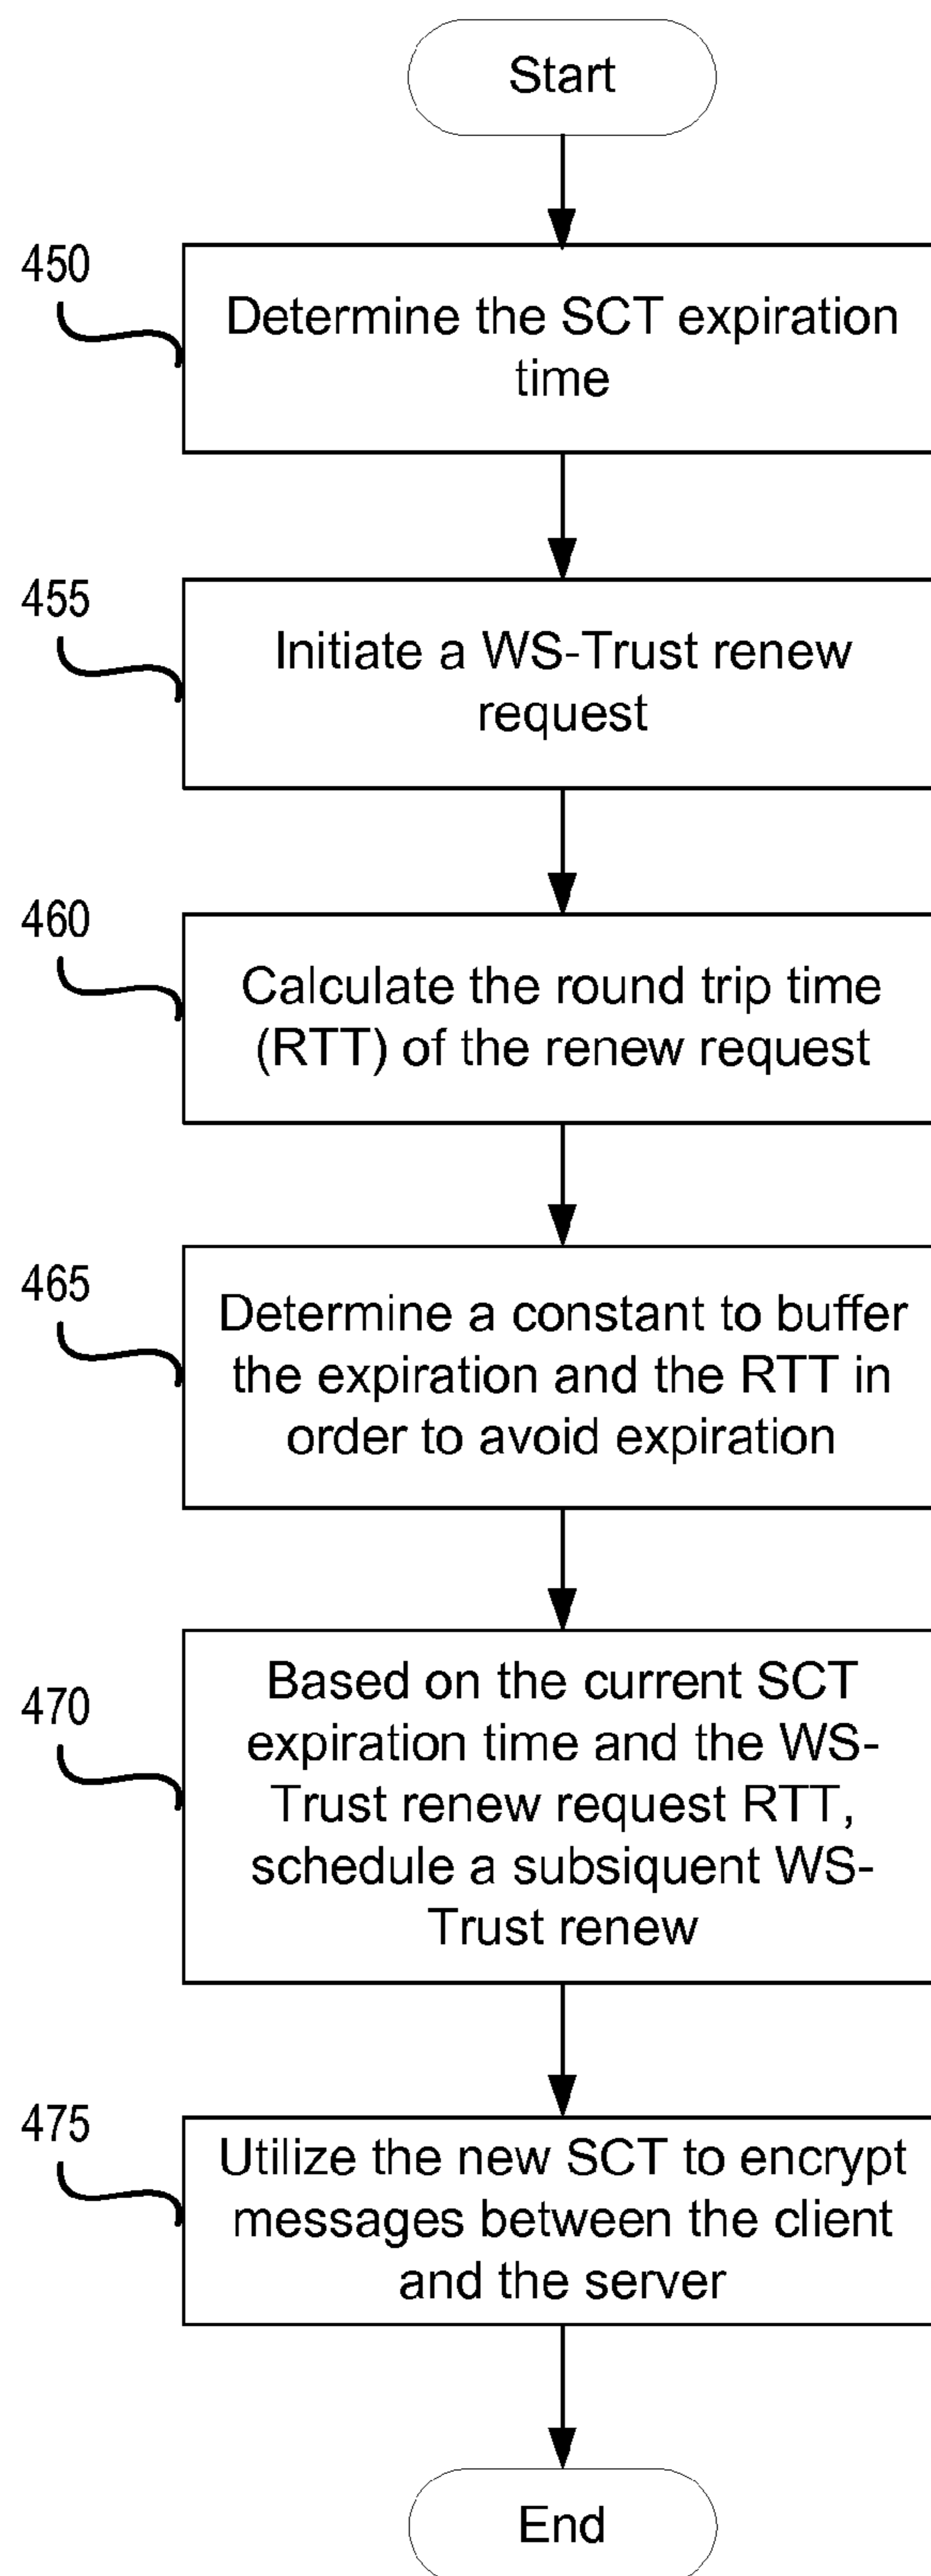 Start
450
Determine the SCT expiration
time
455
Initiate a WS-Trust renew
request
460
Calculate the round trip time
(RTT) of the renew request
465
Determine a constant to buffer
the expiration and the RTT in
order to avoid expiration
470
Based on the current SCT
expiration time and the WS-
Trust renew request RTT,
schedule a subsiquent WS-
Trust renew
475
Utilize the new SCT to encrypt
messages between the client
and the server
End